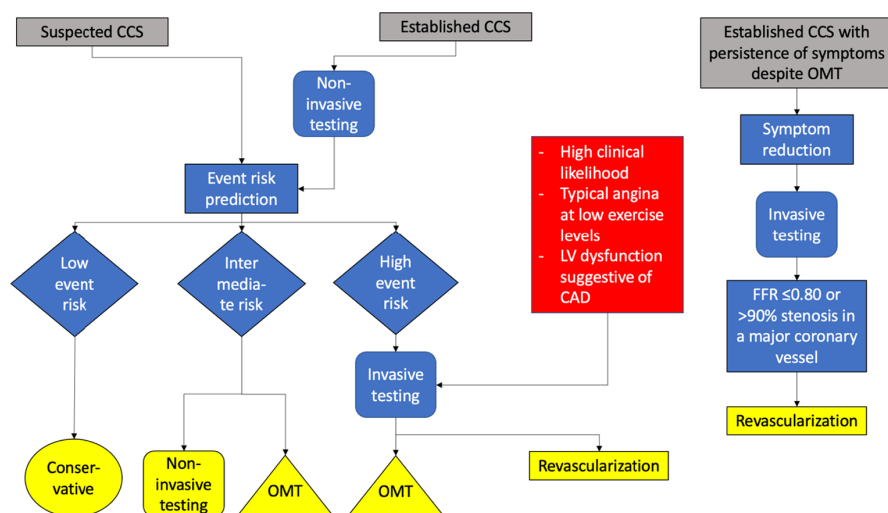 Suspected CCS
Established CCS
Established CCS with
persistence of symptoms
despite OMT
Non-
invasive
testing
Symptom
reduction
- High clinical
likelihood
- Typical angina
at low exercise
levels
- LV dysfunction
suggestive of
CAD
Event risk
prediction
Invasive
testing
Low
event
risk
Inter
media-
te risk
High
event
risk
FFR ≤0.80 or
>90% stenosis in
a major coronary
vessel
Invasive
testing
Revascularization
Conser-
vative
Non-
invasive
testing
OMT
OMT
Revascularization